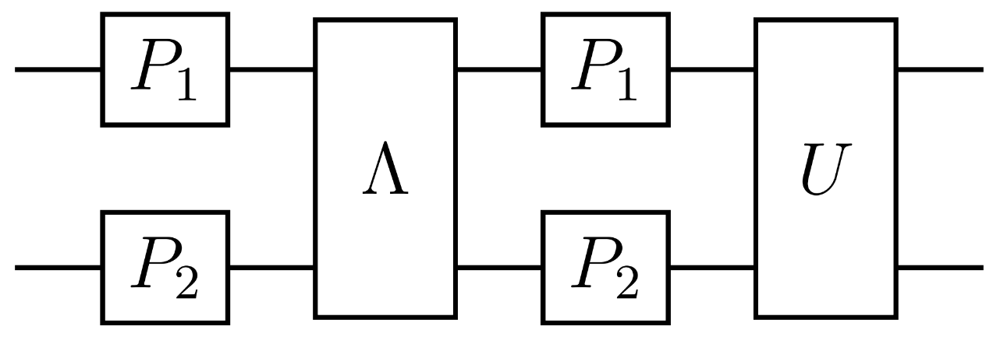 P₁ Λ P₁ U
P₂ P₂